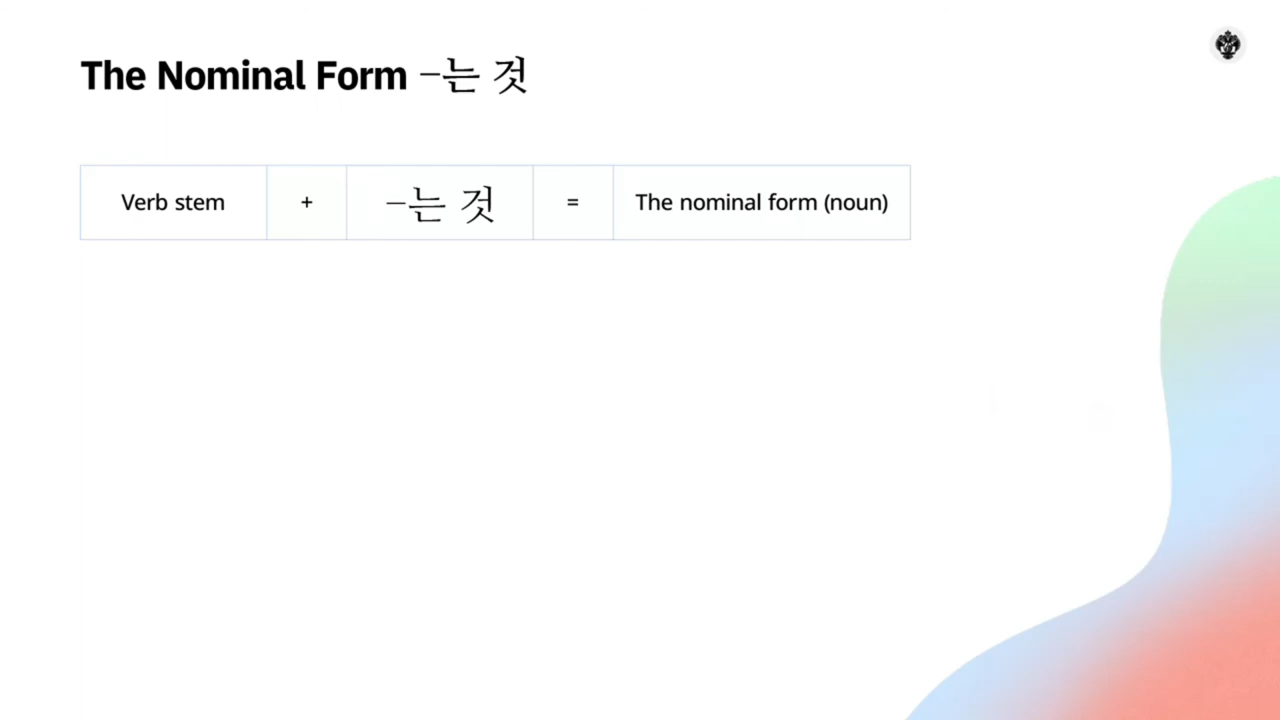 The Nominal Form –는 것
Verb stem + –는 것 = The nominal form (noun)